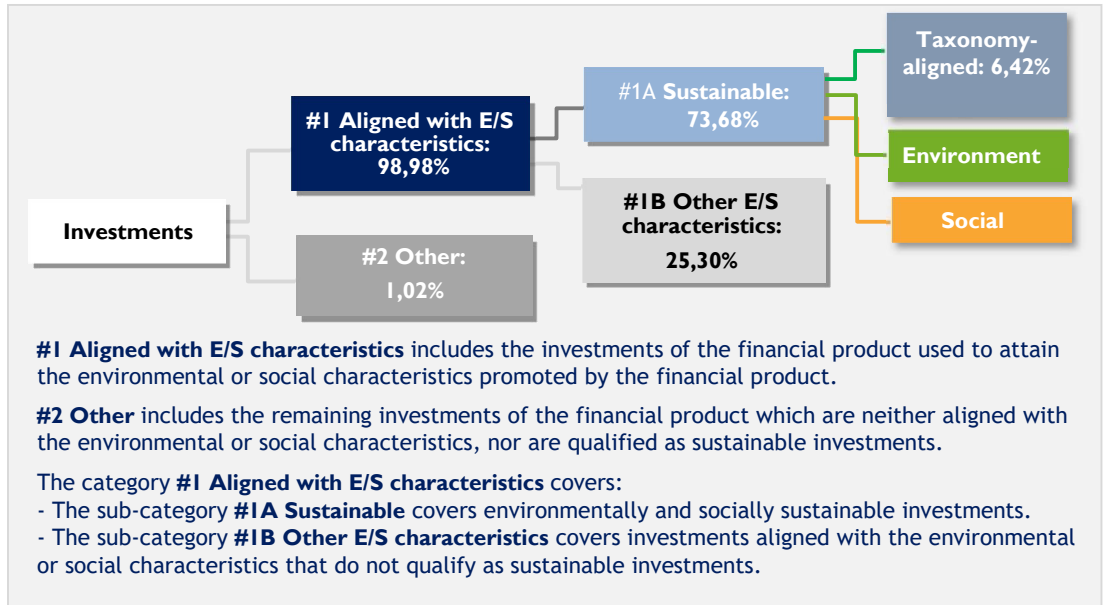 Taxonomy-
aligned: 6,42%
#1A Sustainable:
73,68%
#1 Aligned with E/S
characteristics:
98,98%
Environment
#1B Other E/S
characteristics:
25,30%
Social
Investments
#2 Other:
1,02%
#1 Aligned with E/S characteristics includes the investments of the financial product used to attain
the environmental or social characteristics promoted by the financial product.
#2 Other includes the remaining investments of the financial product which are neither aligned with
the environmental or social characteristics, nor are qualified as sustainable investments.
The category #1 Aligned with E/S characteristics covers:
- The sub-category #1A Sustainable covers environmentally and socially sustainable investments.
- The sub-category #1B Other E/S characteristics covers investments aligned with the environmental
or social characteristics that do not qualify as sustainable investments.